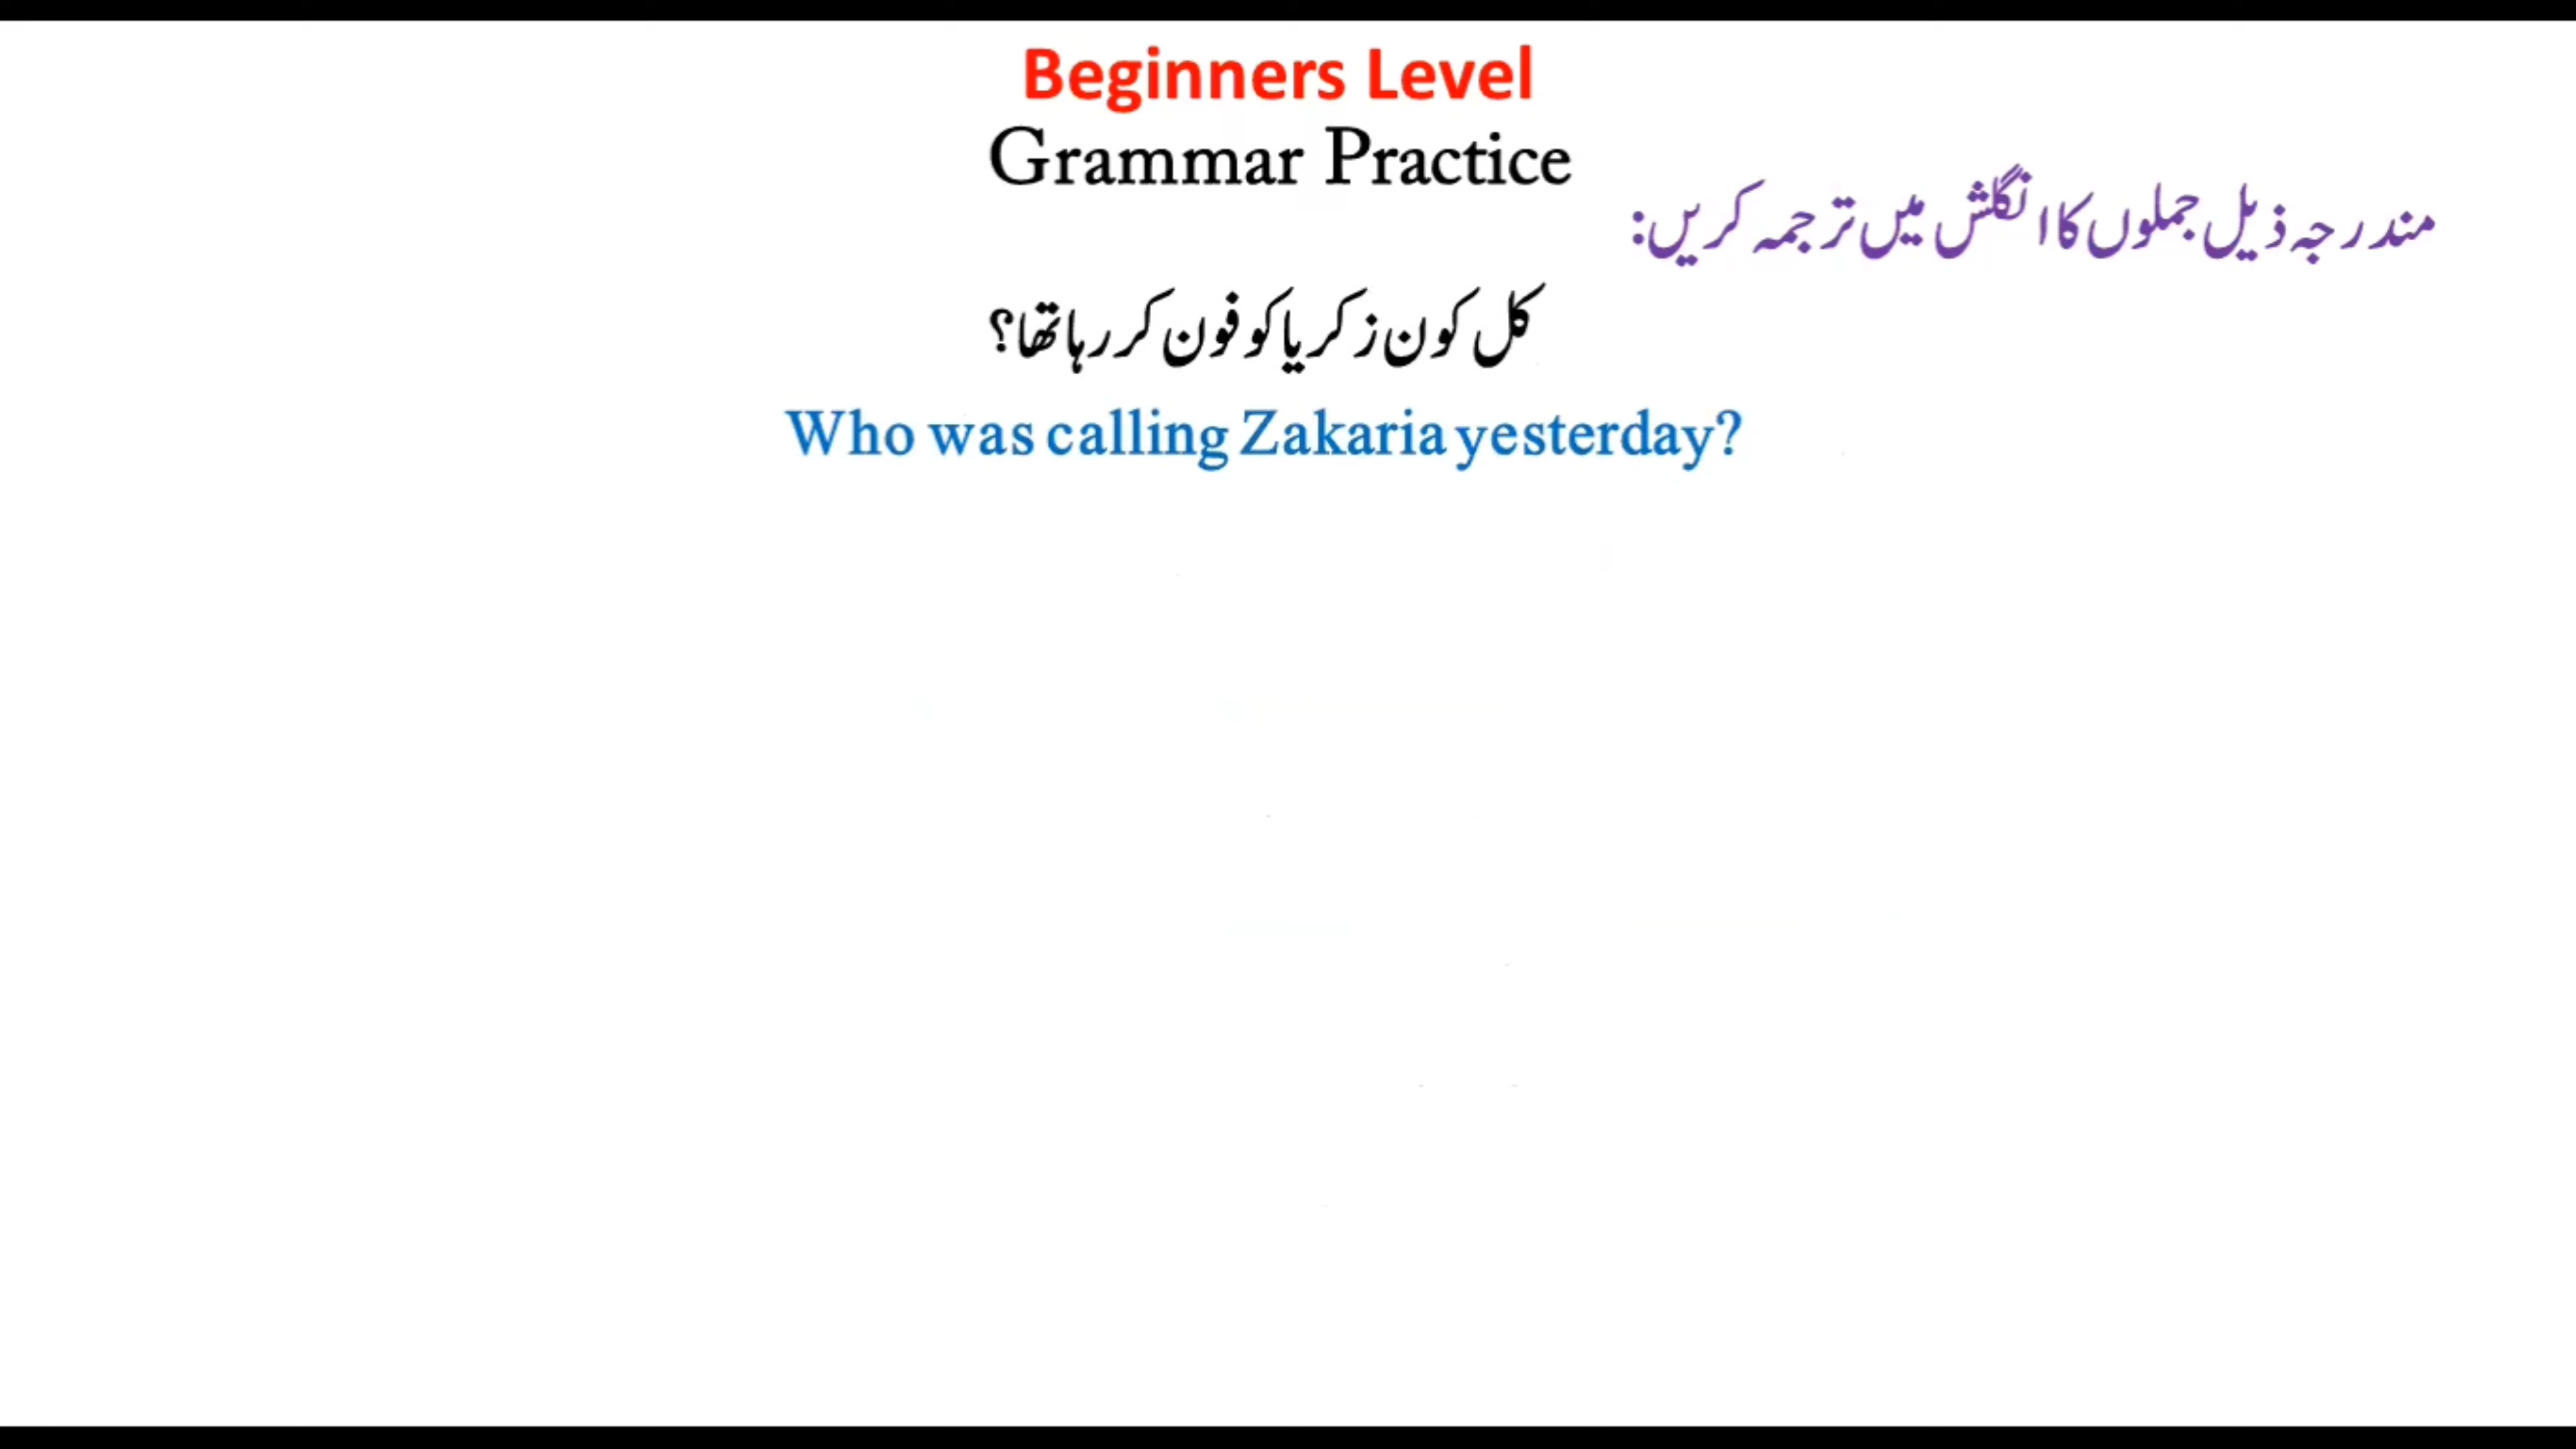 Beginners Level
Grammar Practice
مندرجہ ذیل جملوں کا انگلش میں ترجمہ کریں:
کل کون زکریا کو فون کر رہا تھا؟
Who was calling Zakaria yesterday?